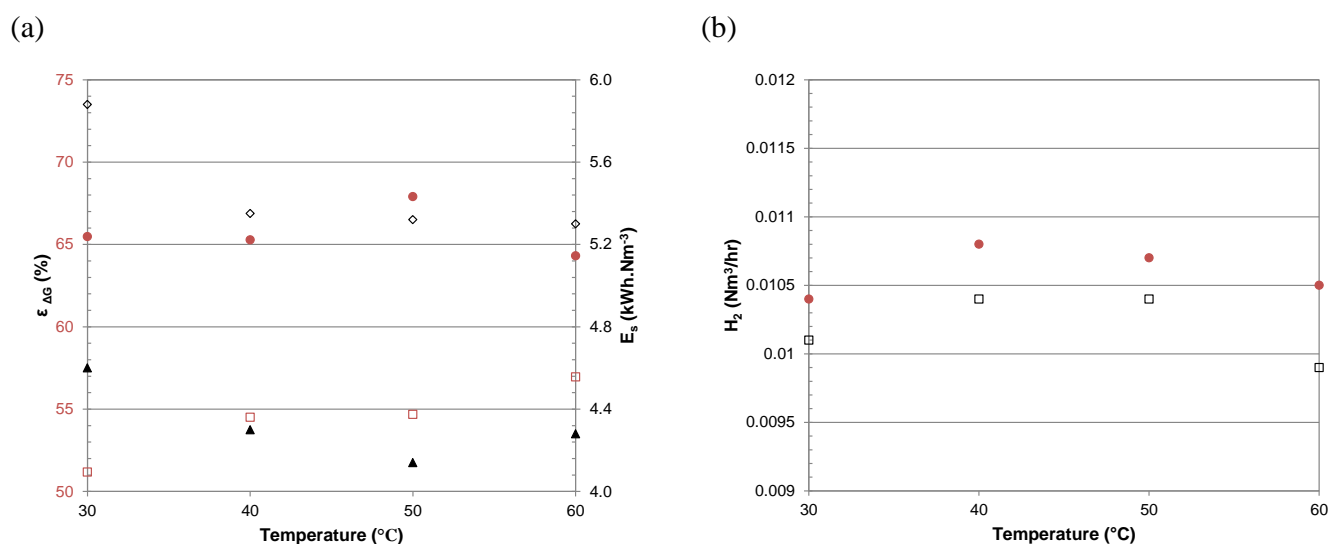 (a)
(b)
75
70
65
60
55
50
ε ΔG (%)
6.0
5.6
5.2
4.8
4.4
4.0
E_s (kWh.Nm⁻³)
30 40 50 60
Temperature (°C)
0.012
0.0115
0.011
0.0105
0.01
0.0095
0.009
H₂ (Nm³/hr)
30 40 50 60
Temperature (°C)